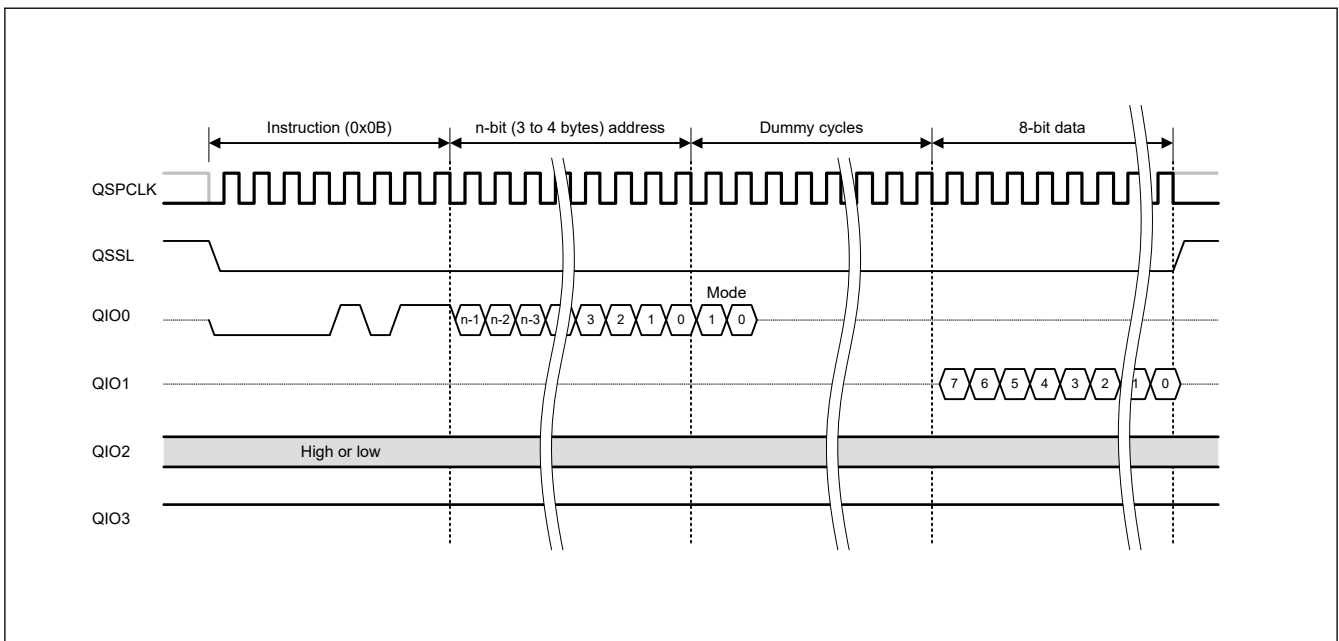 Instruction (0x0B) n-bit (3 to 4 bytes) address Dummy cycles 8-bit data
QSPCLK
QSSL
Mode
QIO0 n-1 n-2 n-3 3 2 1 0 1 0
QIO1 7 6 5 4 3 2 1 0
QIO2 High or low
QIO3